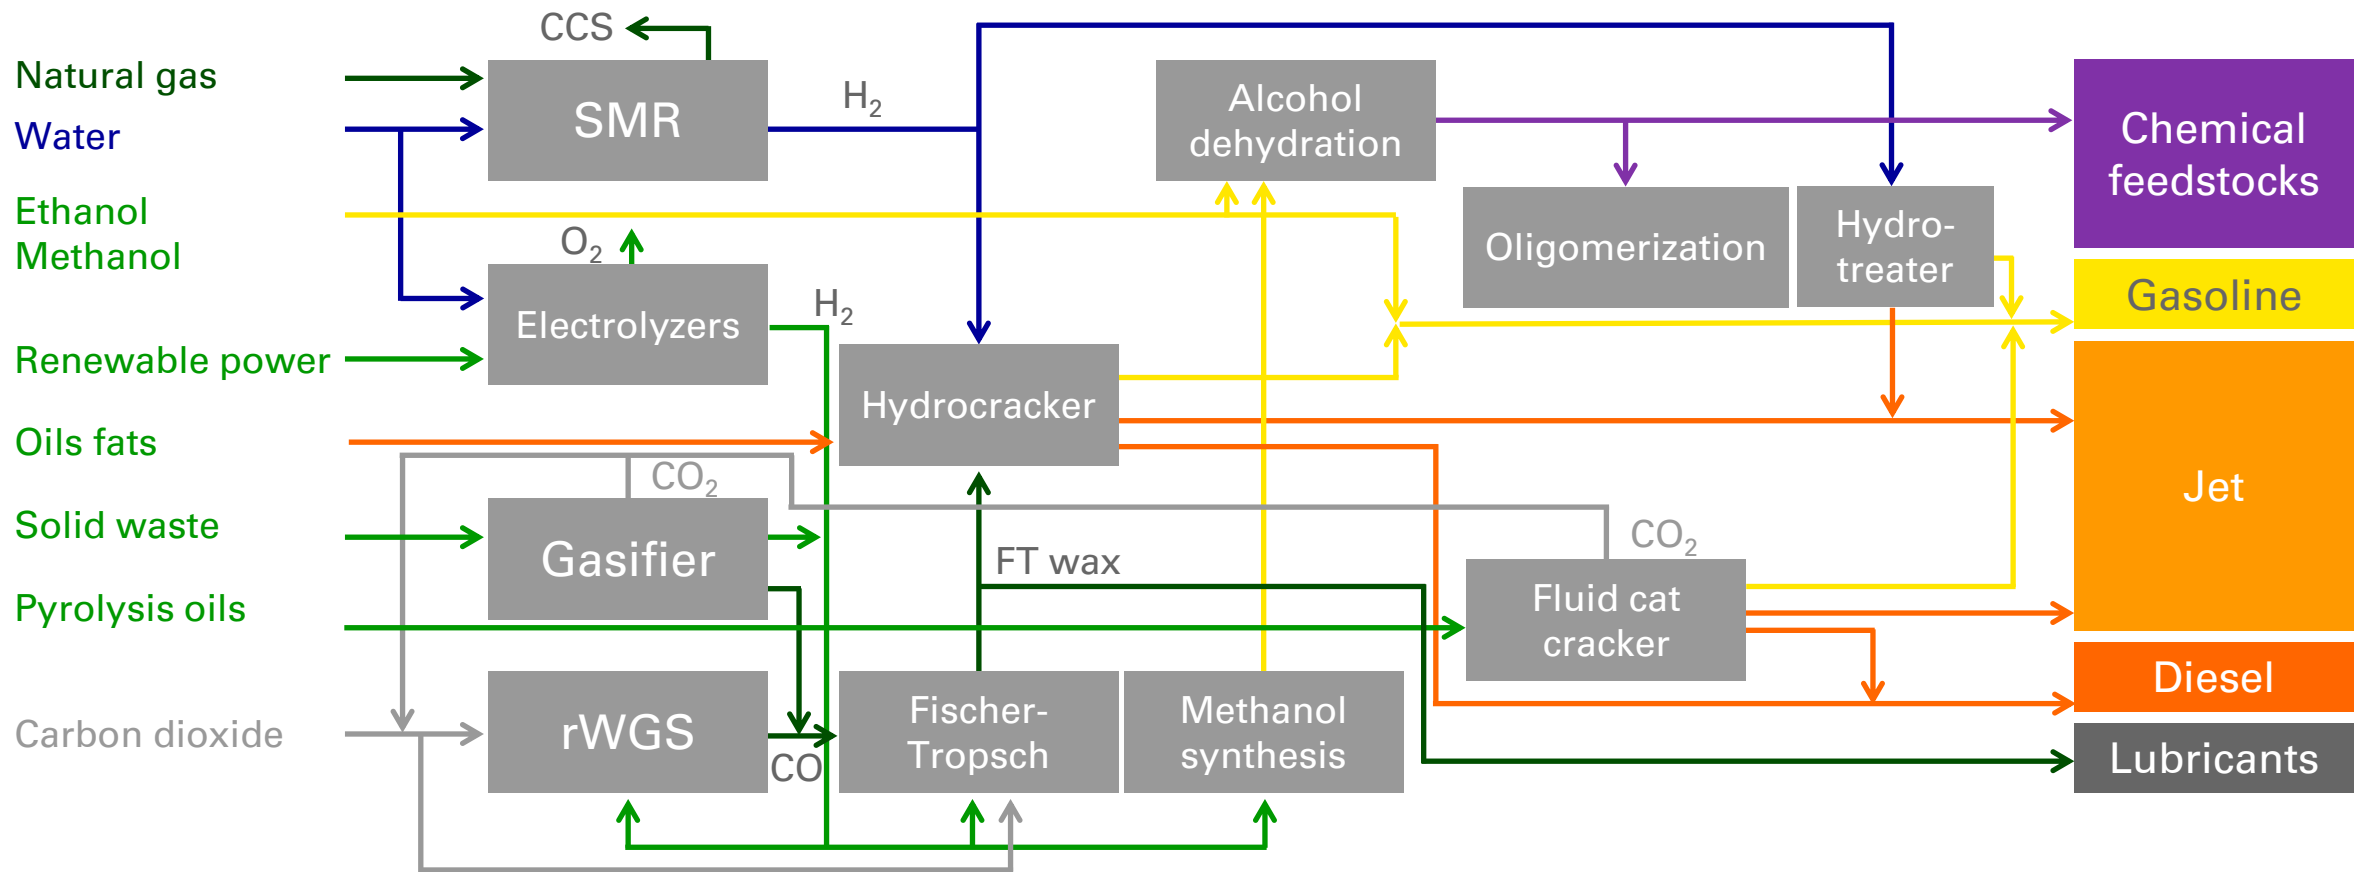 CCS
Natural gas
Water
SMR
H₂
Alcohol
dehydration
Chemical
feedstocks
Ethanol
Methanol
O₂
Electrolyzers
H₂
Oligomerization
Hydro-
treater
Gasoline
Renewable power
Hydrocracker
Oils fats
CO₂
Jet
Solid waste
Gasifier
FT wax
CO₂
Fluid cat
cracker
Pyrolysis oils
Diesel
Carbon dioxide
rWGS
CO
Fischer-
Tropsch
Methanol
synthesis
Lubricants